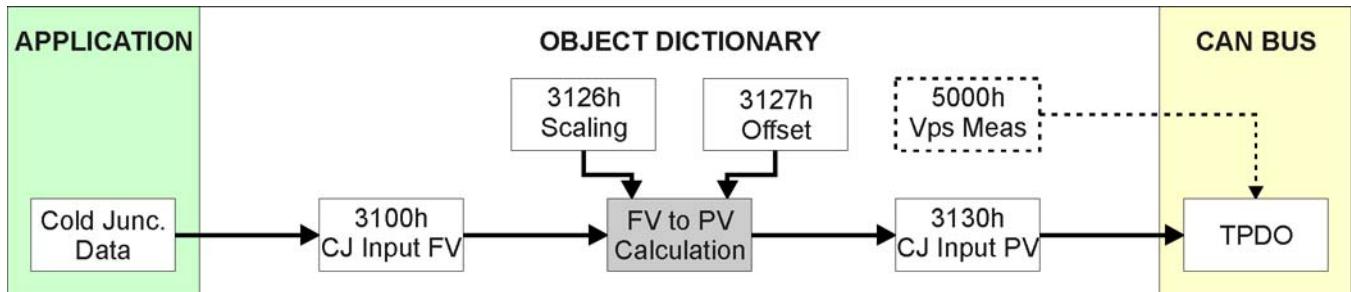 APPLICATION
OBJECT DICTIONARY
CAN BUS
3126h
Scaling
3127h
Offset
5000h
Vps Meas
Cold Junc.
Data
3100h
CJ Input FV
FV to PV
Calculation
3130h
CJ Input PV
TPDO